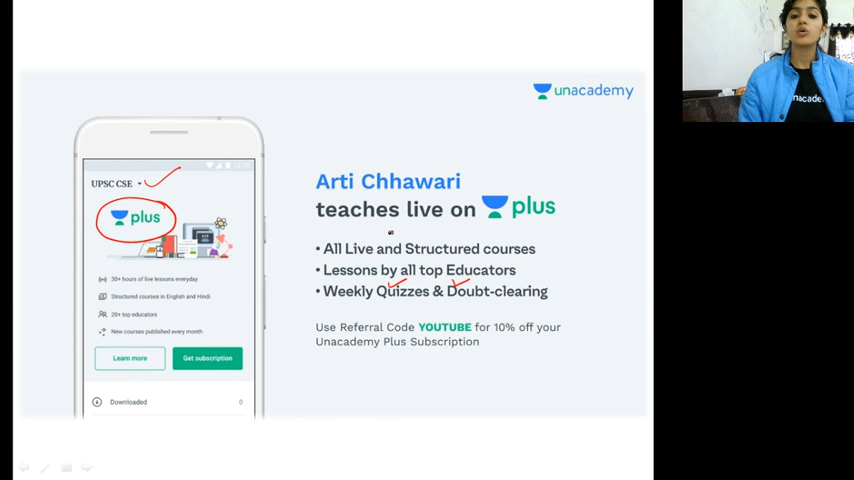 unacademy
UPSC CSE
plus
30+ hours of live lessons everyday
Structured courses in English and Hindi
20+ top educators
New courses published every month
Learn more
Get subscription
Downloaded 0
Arti Chhawari
teaches live on plus
• All Live and Structured courses
• Lessons by all top Educators
• Weekly Quizzes & Doubt-clearing
Use Referral Code YOUTUBE for 10% off your
Unacademy Plus Subscription
unacade